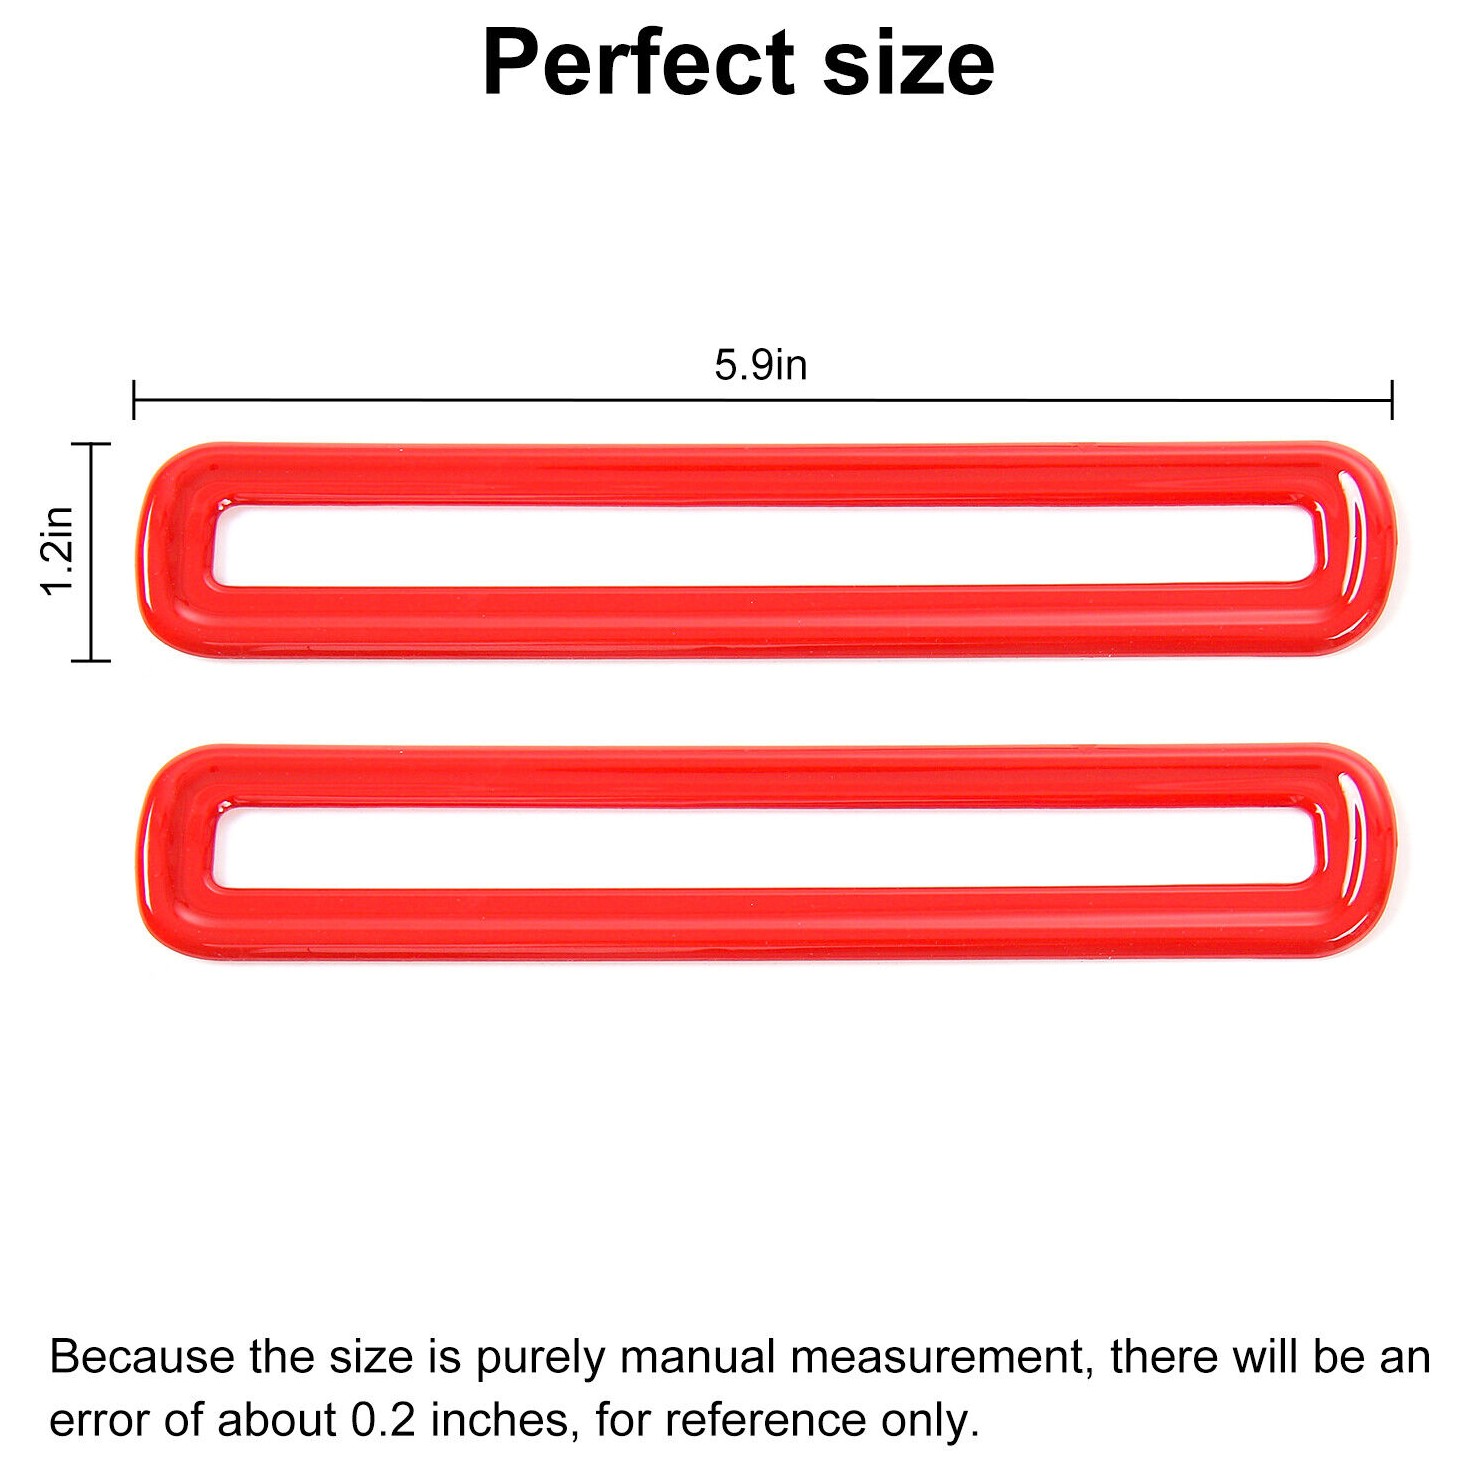 Perfect size
5.9in
1.2in
Because the size is purely manual measurement, there will be an
error of about 0.2 inches, for reference only.